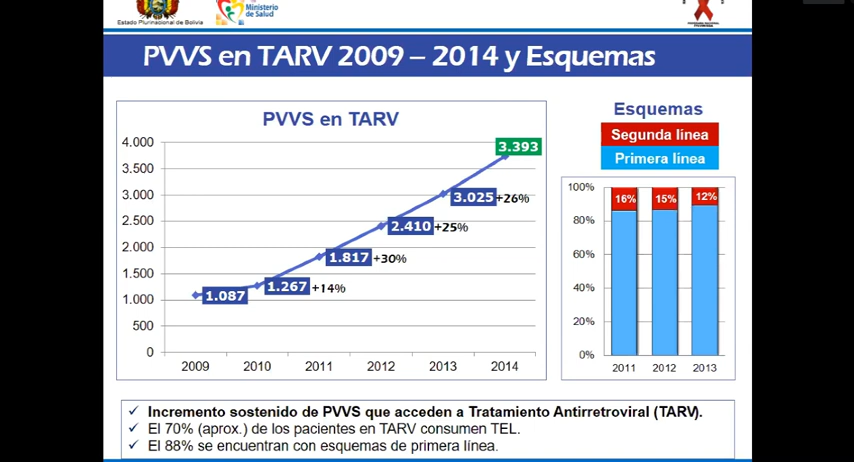 Estado Plurinacional de Bolivia
Ministerio
de Salud
PVVS en TARV 2009 – 2014 y Esquemas
PVVS en TARV
4.000
3.500
3.000
2.500
2.000
1.500
1.000
500
0
1.087
1.267 +14%
1.817 +30%
2.410 +25%
3.025 +26%
3.393
2009 2010 2011 2012 2013 2014
Esquemas
Segunda línea
Primera línea
100%
80%
60%
40%
20%
0%
16% 15% 12%
2011 2012 2013
✓ Incremento sostenido de PVVS que acceden a Tratamiento Antirretroviral (TARV).
✓ El 70% (aprox.) de los pacientes en TARV consumen TEL.
✓ El 88% se encuentran con esquemas de primera línea.